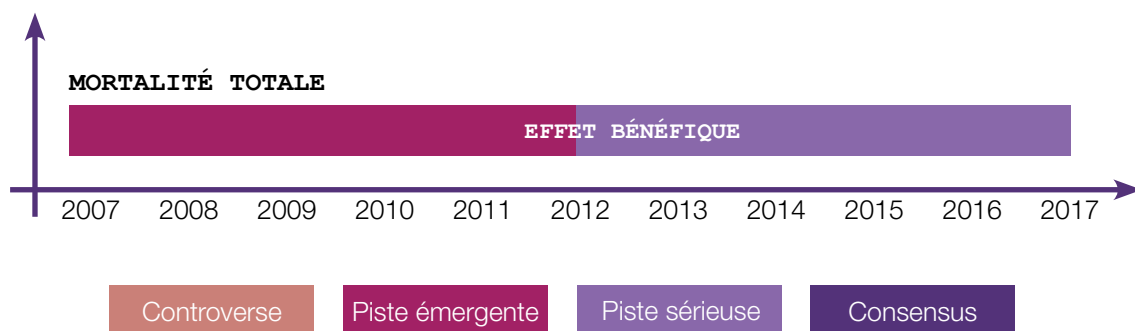 MORTALITÉ TOTALE
EFFET BÉNÉFIQUE
2007 2008 2009 2010 2011 2012 2013 2014 2015 2016 2017
Controverse Piste émergente Piste sérieuse Consensus